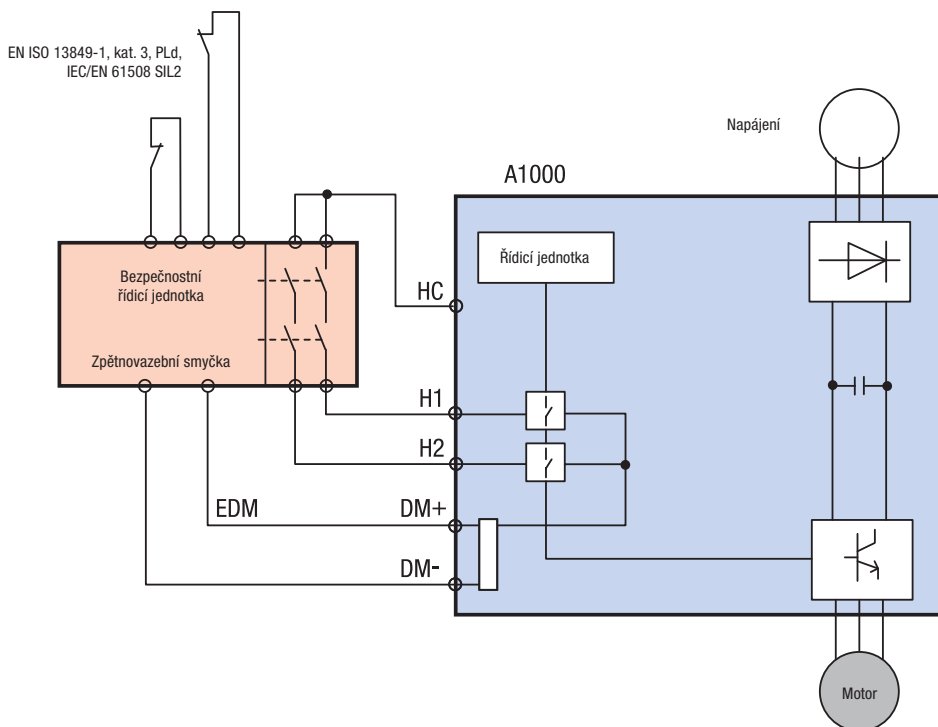 EN ISO 13849-1, kat. 3, PLd,
IEC/EN 61508 SIL2
Napájení
A1000
Řídicí jednotka
Bezpečnostní
řídicí jednotka
HC
Zpětnovazební smyčka
H1
H2
EDM
DM+
DM-
Motor